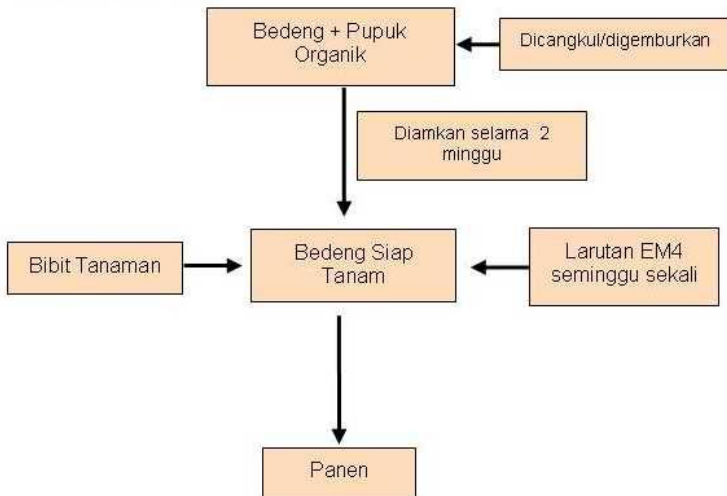 Bedeng + Pupuk
Organik
Dicangkul/digemburkan
Diamkan selama 2
minggu
Bibit Tanaman
Bedeng Siap
Tanam
Larutan EM4
seminggu sekali
Panen